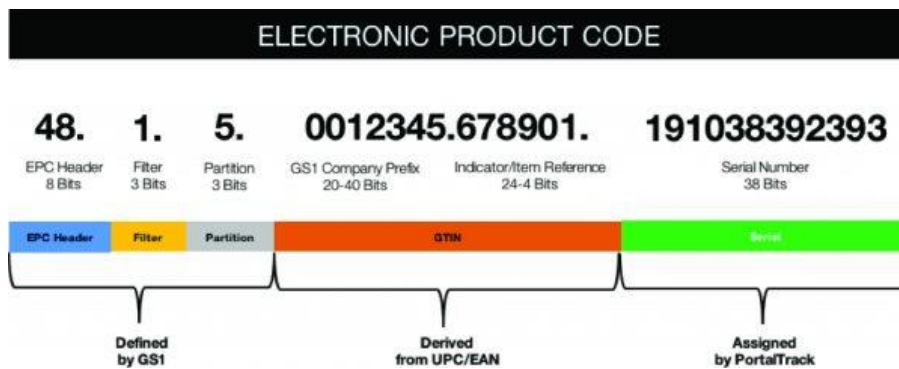 ELECTRONIC PRODUCT CODE
48. 1. 5. 0012345.678901. 191038392393
EPC Header Filter Partition GS1 Company Prefix Indicator/Item Reference Serial Number
8 Bits 3 Bits 3 Bits 20-40 Bits 24-4 Bits 38 Bits
EPC Header Filter Partition GTIN Serial
Defined Derived Assigned
by GS1 from UPC/EAN by PortalTrack